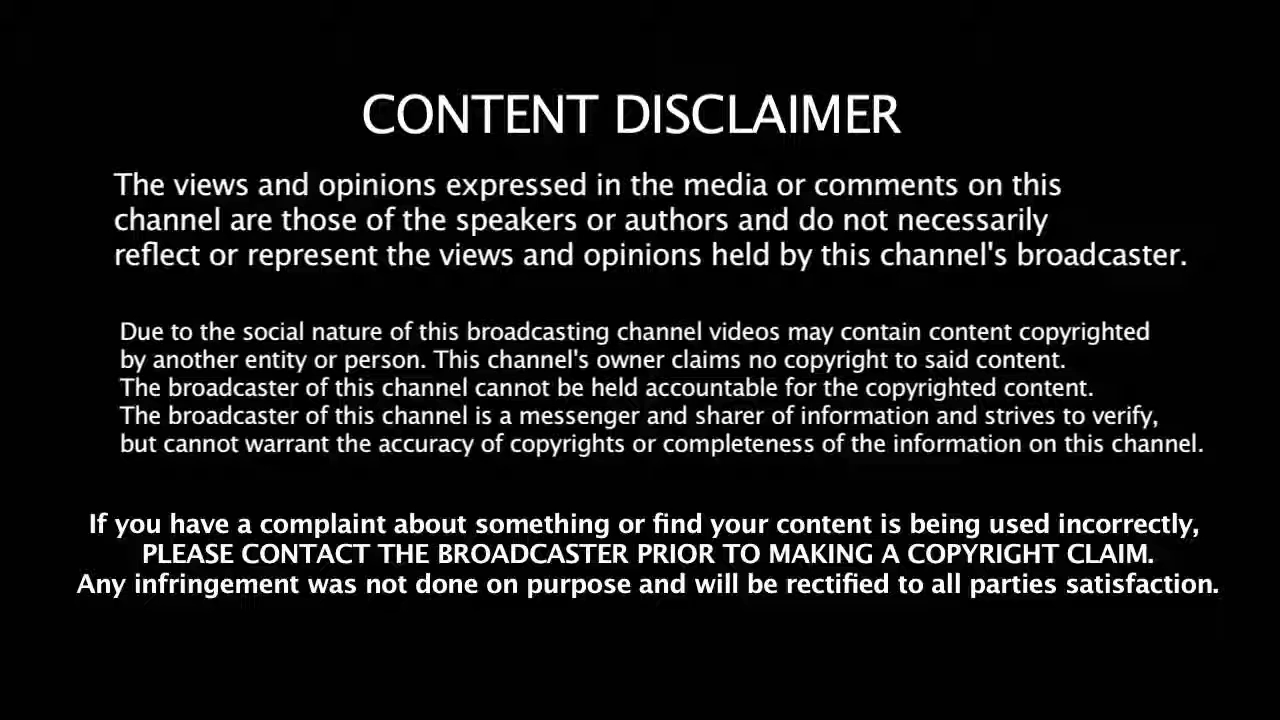 CONTENT DISCLAIMER
The views and opinions expressed in the media or comments on this
channel are those of the speakers or authors and do not necessarily
reflect or represent the views and opinions held by this channel's broadcaster.
Due to the social nature of this broadcasting channel videos may contain content copyrighted
by another entity or person. This channel's owner claims no copyright to said content.
The broadcaster of this channel cannot be held accountable for the copyrighted content.
The broadcaster of this channel is a messenger and sharer of information and strives to verify,
but cannot warrant the accuracy of copyrights or completeness of the information on this channel.
If you have a complaint about something or find your content is being used incorrectly,
PLEASE CONTACT THE BROADCASTER PRIOR TO MAKING A COPYRIGHT CLAIM.
Any infringement was not done on purpose and will be rectified to all parties satisfaction.